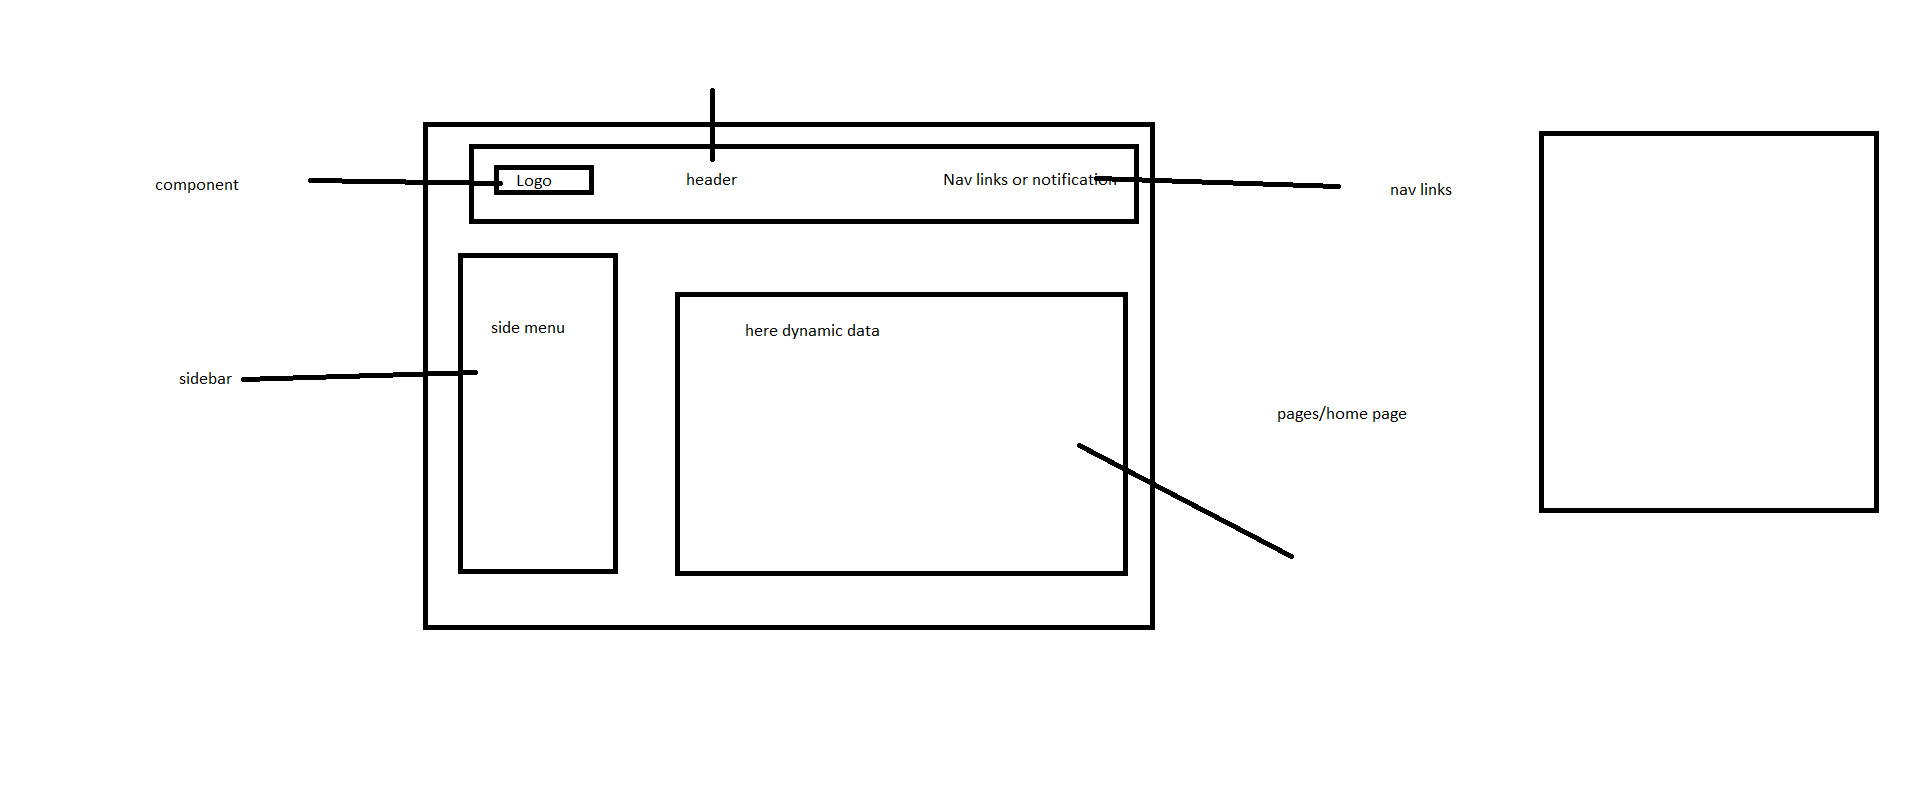 component
Logo
header
Nav links or notification
nav links
side menu
here dynamic data
sidebar
pages/home page